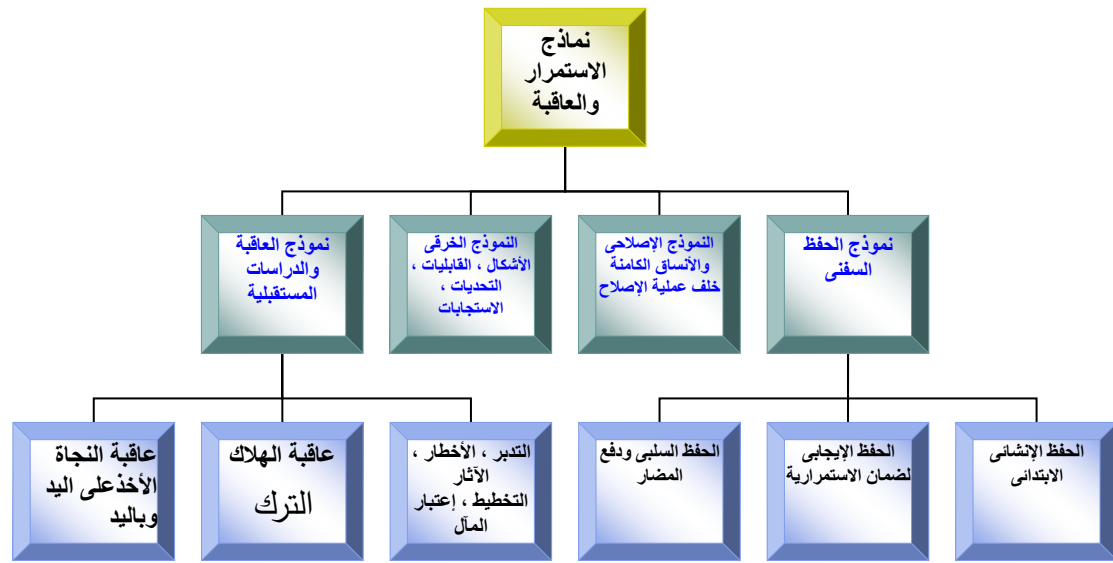 نماذج
الاستمرار
والعاقبة
نموذج الحفظ
السفنى
النموذج الإصلاحى
والأنساق الكامنة
خلف عملية الإصلاح
النموذج الخرقى
الأشكال ، القابليات ،
التحديات ،
الاستجابات
نموذج العاقبة
والدراسات
المستقبلية
الحفظ الإنشائى
الابتدائى
الحفظ الإيجابى
لضمان الاستمرارية
الحفظ السلبى ودفع
المضار
التدبر ، الأخطار ،
الآثار
التخطيط ، إعتبار
المآل
عاقبة الهلاك
الترك
عاقبة النجاة
الأخذعلى اليد
وباليد